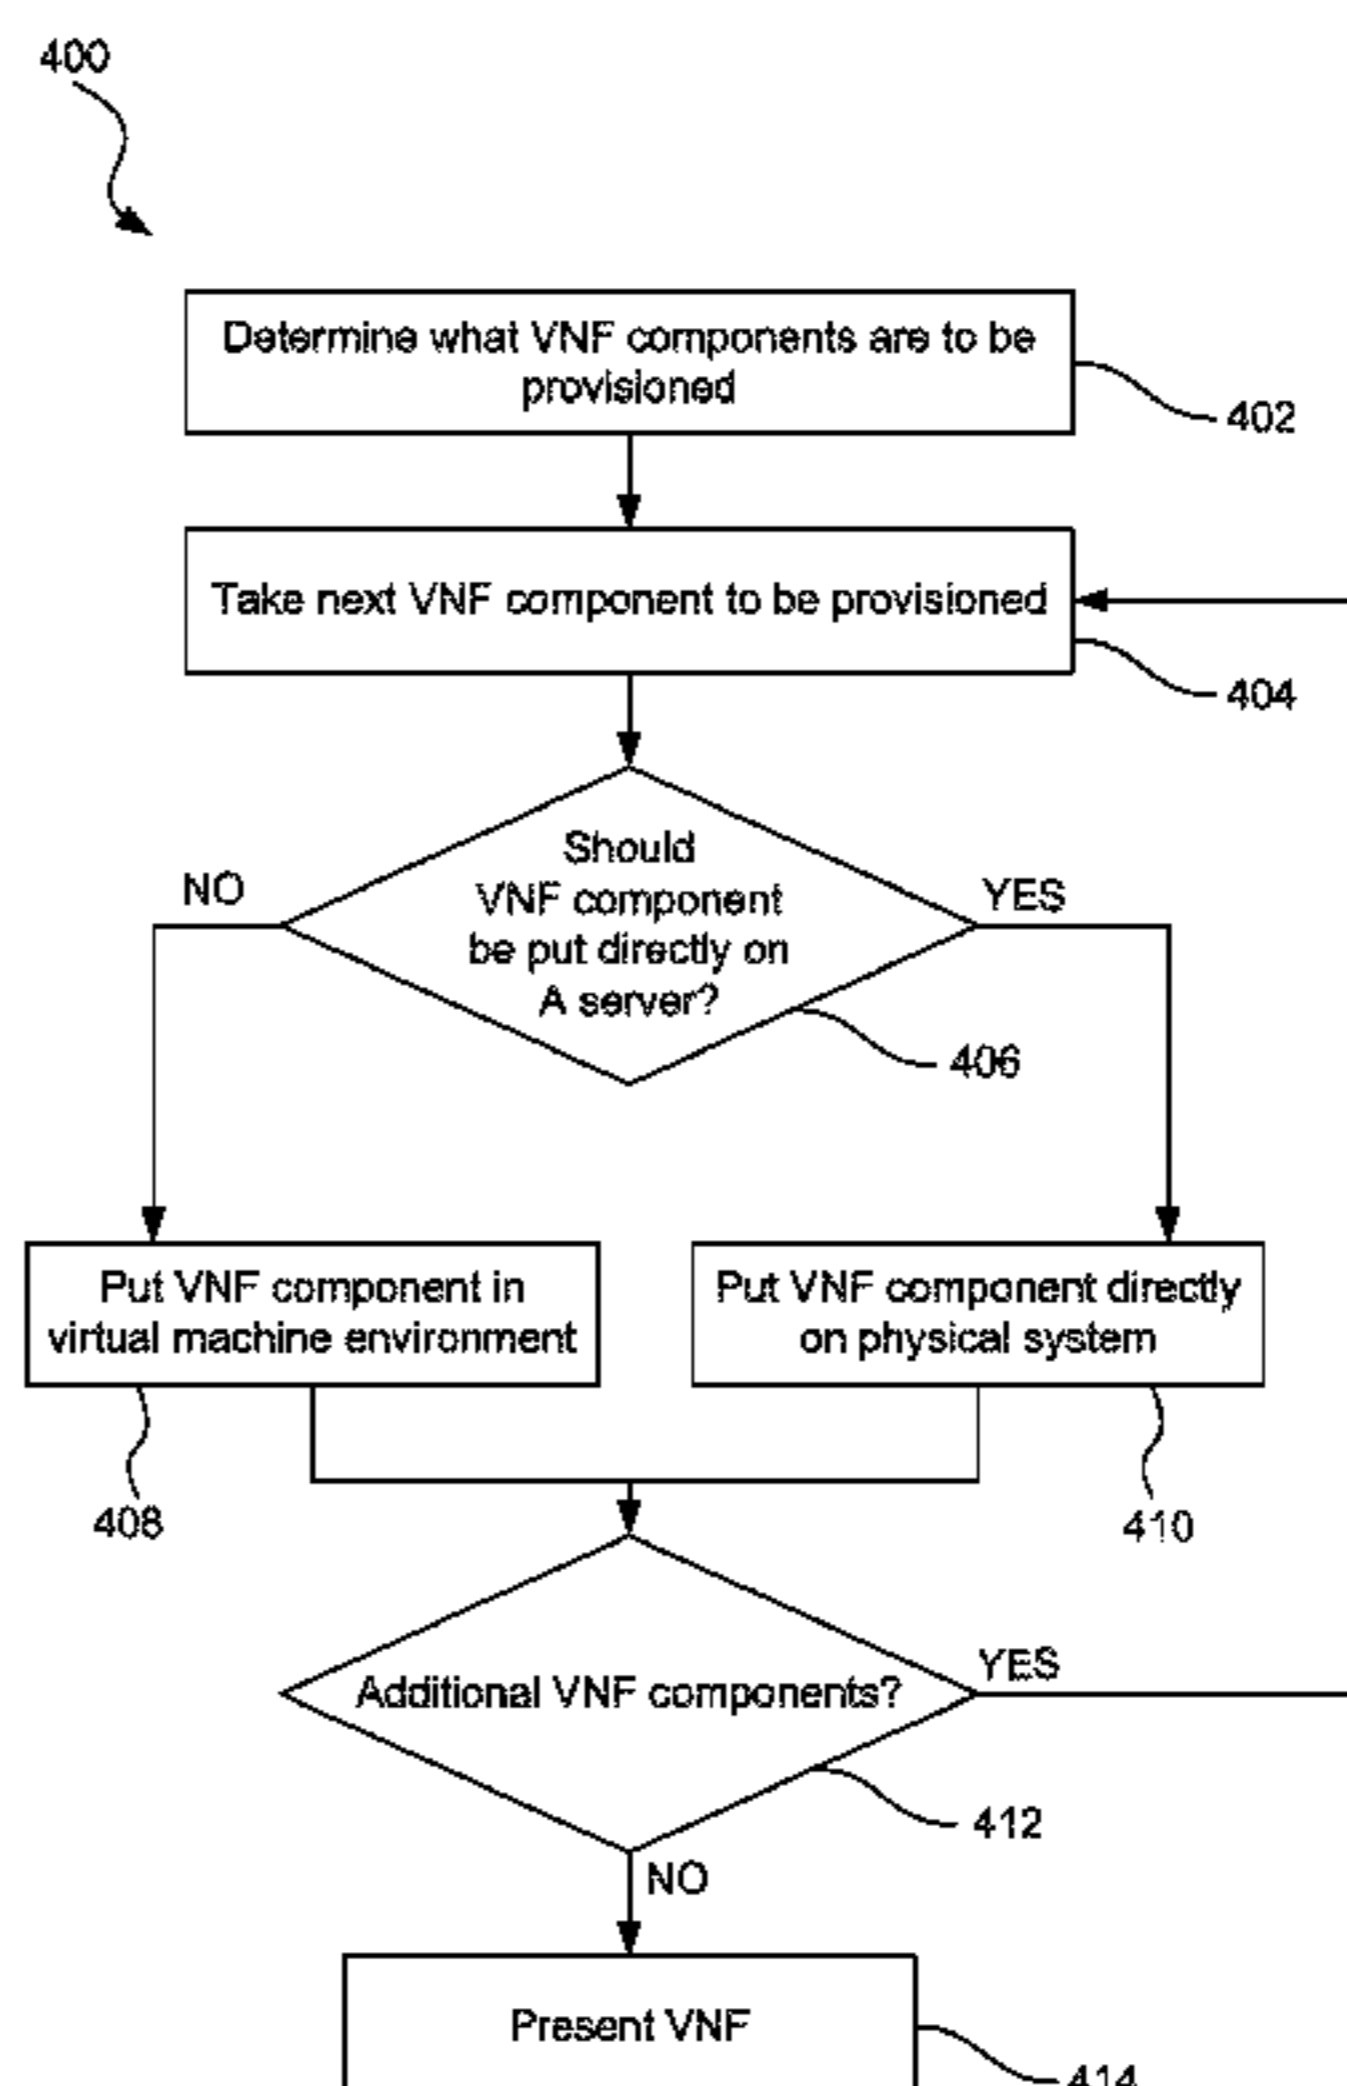 400
Determine what VNF components are to be
provisioned
402
Take next VNF component to be provisioned
404
Should
VNF component
be put directly on
A server?
NO
YES
406
Put VNF component in
virtual machine environment
Put VNF component directly
on physical system
408
410
Additional VNF components?
YES
412
NO
Present VNF
414